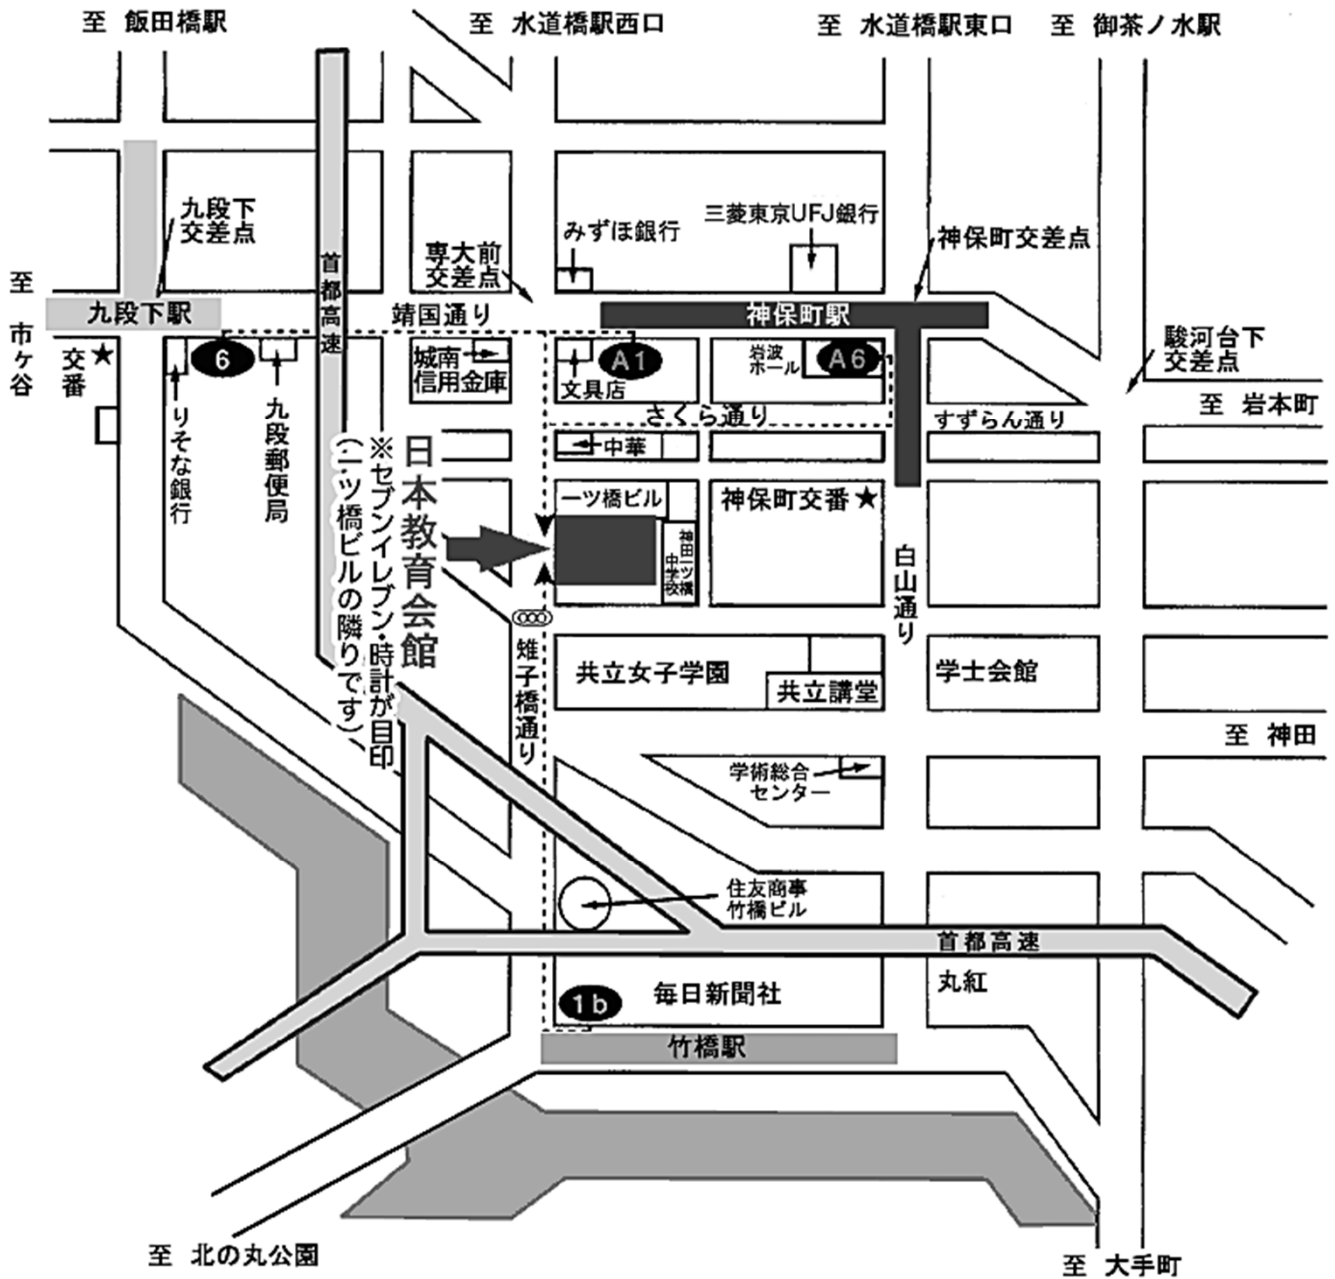 至 飯田橋駅
至 水道橋駅西口
至 水道橋駅東口
至 御茶ノ水駅
九段下
交差点
みずほ銀行
三菱東京UFJ銀行
専大前
交差点
神保町交差点
至 市ヶ谷
首都高速
九段下駅
靖国通り
神保町駅
駿河台下
交差点
交番★
6
城南
信用金庫
文具店
A1
岩波
ホール
A6
至 岩本町
りそな銀行
九段郵便局
さくら通り
すずらん通り
中華
日本教育会館
※セブンイレブン・時計が目印
(一ツ橋ビルの隣りです)
一ツ橋ビル
神保町交番★
神田一ツ橋
中学校
白山通り
雉子橋通り
共立女子学園
共立講堂
学士会館
至 神田
学術総合
センター
住友商事
竹橋ビル
首都高速
1b
毎日新聞社
丸紅
竹橋駅
至 北の丸公園
至 大手町